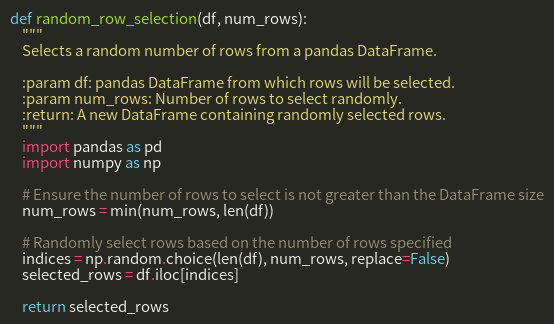 def random_row_selection(df, num_rows):
    """
    Selects a random number of rows from a pandas DataFrame.

    :param df: pandas DataFrame from which rows will be selected.
    :param num_rows: Number of rows to select randomly.
    :return: A new DataFrame containing randomly selected rows.
    """
    import pandas as pd
    import numpy as np

    # Ensure the number of rows to select is not greater than the DataFrame size
    num_rows = min(num_rows, len(df))

    # Randomly select rows based on the number of rows specified
    indices = np.random.choice(len(df), num_rows, replace=False)
    selected_rows = df.iloc[indices]

    return selected_rows